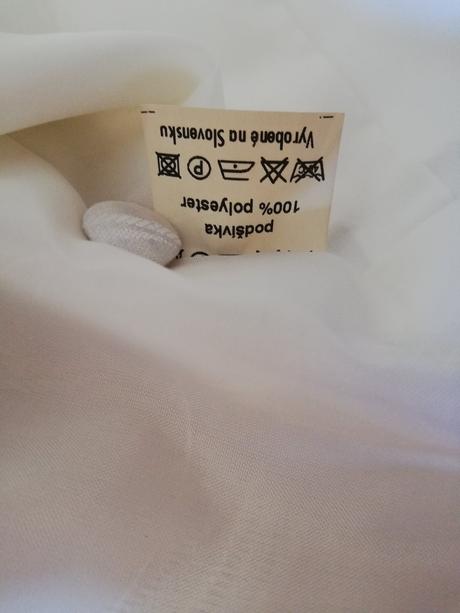 podšívka
100% polyester
P
Vyrobené na Slovensku